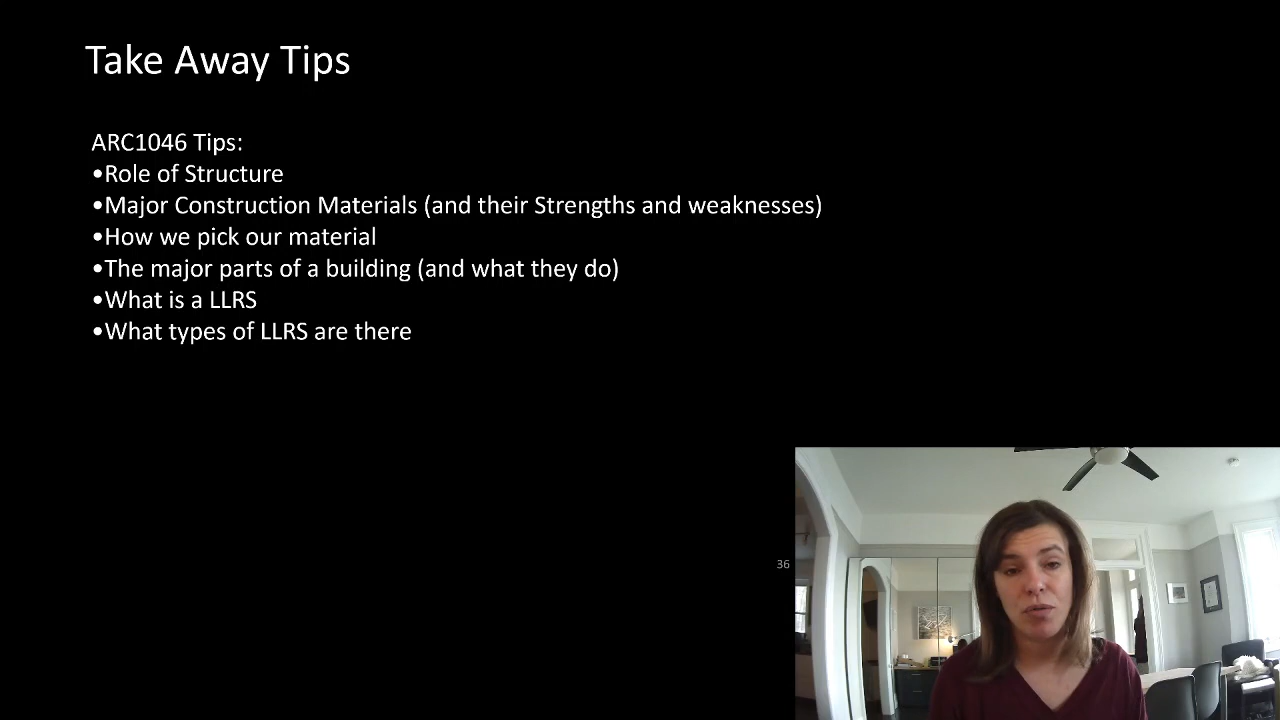 Take Away Tips
ARC1046 Tips:
•Role of Structure
•Major Construction Materials (and their Strengths and weaknesses)
•How we pick our material
•The major parts of a building (and what they do)
•What is a LLRS
•What types of LLRS are there
36